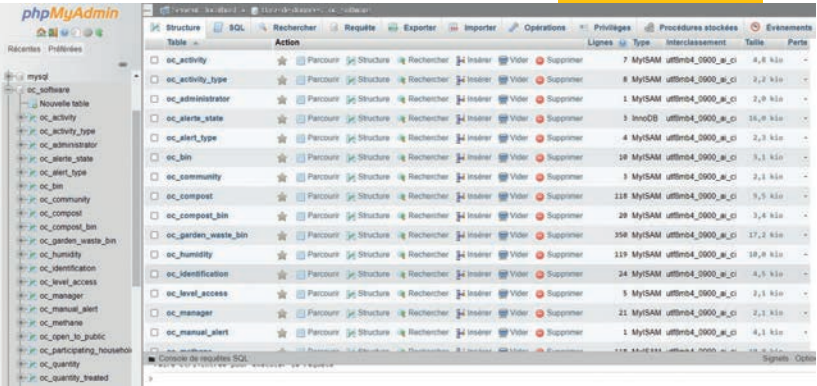 phpMyAdmin
Récentes Préférées
mysql
oc_software
Nouvelle table
oc_activity
oc_activity_type
oc_administrator
oc_alerte_state
oc_alert_type
oc_bin
oc_community
oc_compost
oc_compost_bin
oc_garden_waste_bin
oc_humidity
oc_identification
oc_level_access
oc_manager
oc_manual_alert
oc_methane
oc_open_to_public
oc_participating_househol
oc_quantity
oc_quantity_treated
Structure SQL Rechercher Requête Exporter Importer Opérations Privilèges Procédures stockées Évènements
Table Action Lignes Type Interclassement Taille Perte
oc_activity Parcourir Structure Rechercher Insérer Vider Supprimer 7 MyISAM utf8mb4_0900_ai_ci 4,8 kio -
oc_activity_type Parcourir Structure Rechercher Insérer Vider Supprimer 8 MyISAM utf8mb4_0900_ai_ci 2,2 kio -
oc_administrator Parcourir Structure Rechercher Insérer Vider Supprimer 1 MyISAM utf8mb4_0900_ai_ci 2,0 kio -
oc_alerte_state Parcourir Structure Rechercher Insérer Vider Supprimer 3 InnoDB utf8mb4_0900_ai_ci 16,0 kio -
oc_alert_type Parcourir Structure Rechercher Insérer Vider Supprimer 4 MyISAM utf8mb4_0900_ai_ci 2,3 kio -
oc_bin Parcourir Structure Rechercher Insérer Vider Supprimer 10 MyISAM utf8mb4_0900_ai_ci 3,1 kio -
oc_community Parcourir Structure Rechercher Insérer Vider Supprimer 3 MyISAM utf8mb4_0900_ai_ci 2,1 kio -
oc_compost Parcourir Structure Rechercher Insérer Vider Supprimer 118 MyISAM utf8mb4_0900_ai_ci 9,5 kio -
oc_compost_bin Parcourir Structure Rechercher Insérer Vider Supprimer 20 MyISAM utf8mb4_0900_ai_ci 3,4 kio -
oc_garden_waste_bin Parcourir Structure Rechercher Insérer Vider Supprimer 350 MyISAM utf8mb4_0900_ai_ci 17,2 kio -
oc_humidity Parcourir Structure Rechercher Insérer Vider Supprimer 119 MyISAM utf8mb4_0900_ai_ci 10,0 kio -
oc_identification Parcourir Structure Rechercher Insérer Vider Supprimer 24 MyISAM utf8mb4_0900_ai_ci 4,5 kio -
oc_level_access Parcourir Structure Rechercher Insérer Vider Supprimer 5 MyISAM utf8mb4_0900_ai_ci 2,1 kio -
oc_manager Parcourir Structure Rechercher Insérer Vider Supprimer 21 MyISAM utf8mb4_0900_ai_ci 2,1 kio -
oc_manual_alert Parcourir Structure Rechercher Insérer Vider Supprimer 1 MyISAM utf8mb4_0900_ai_ci 4,1 kio -
Console de requêtes SQL Signets Option
>